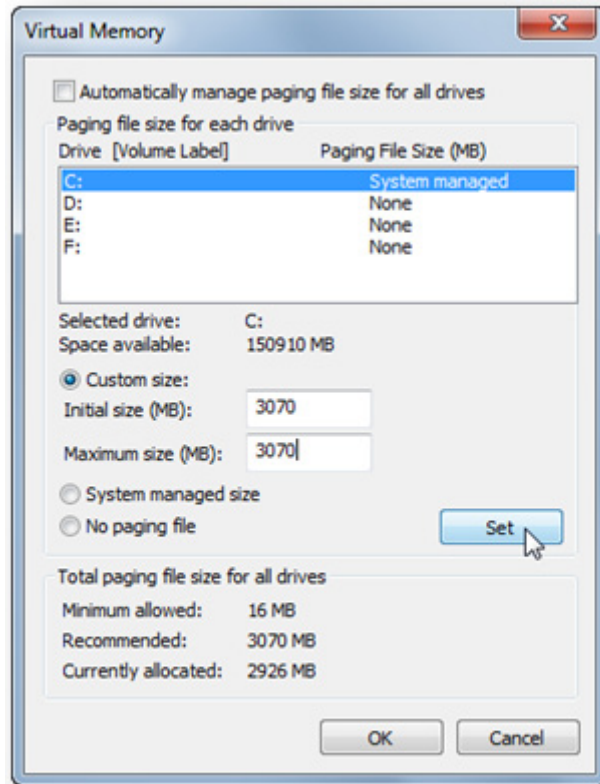 Virtual Memory
Automatically manage paging file size for all drives
Paging file size for each drive
Drive [Volume Label] Paging File Size (MB)
C: System managed
D: None
E: None
F: None
Selected drive: C:
Space available: 150910 MB
Custom size:
Initial size (MB): 3070
Maximum size (MB): 3070
System managed size
No paging file Set
Total paging file size for all drives
Minimum allowed: 16 MB
Recommended: 3070 MB
Currently allocated: 2926 MB
OK Cancel